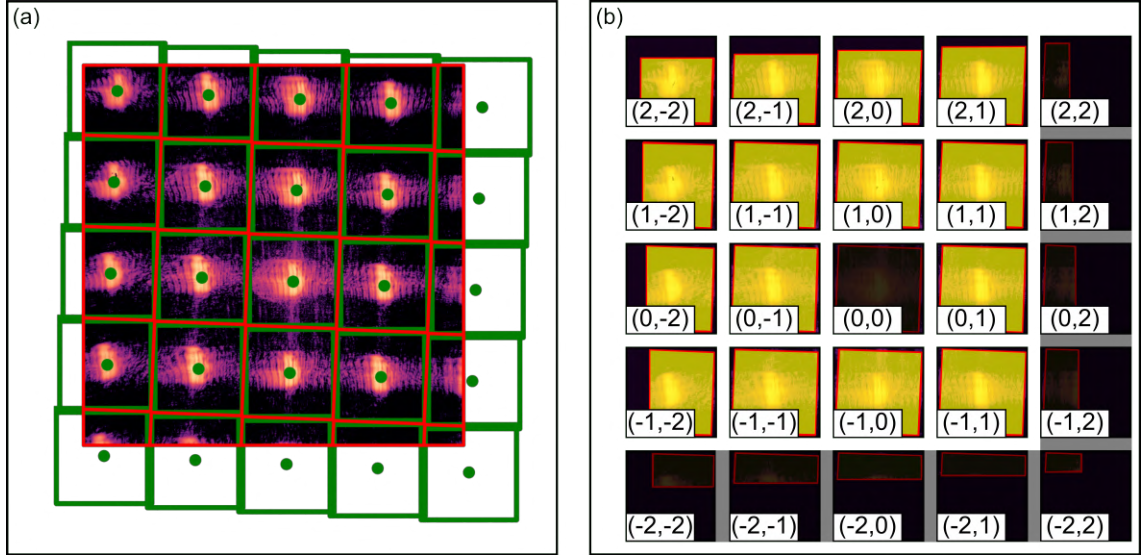 (a)
(b)
(2,-2) (2,-1) (2,0) (2,1) (2,2)
(1,-2) (1,-1) (1,0) (1,1) (1,2)
(0,-2) (0,-1) (0,0) (0,1) (0,2)
(-1,-2) (-1,-1) (-1,0) (-1,1) (-1,2)
(-2,-2) (-2,-1) (-2,0) (-2,1) (-2,2)